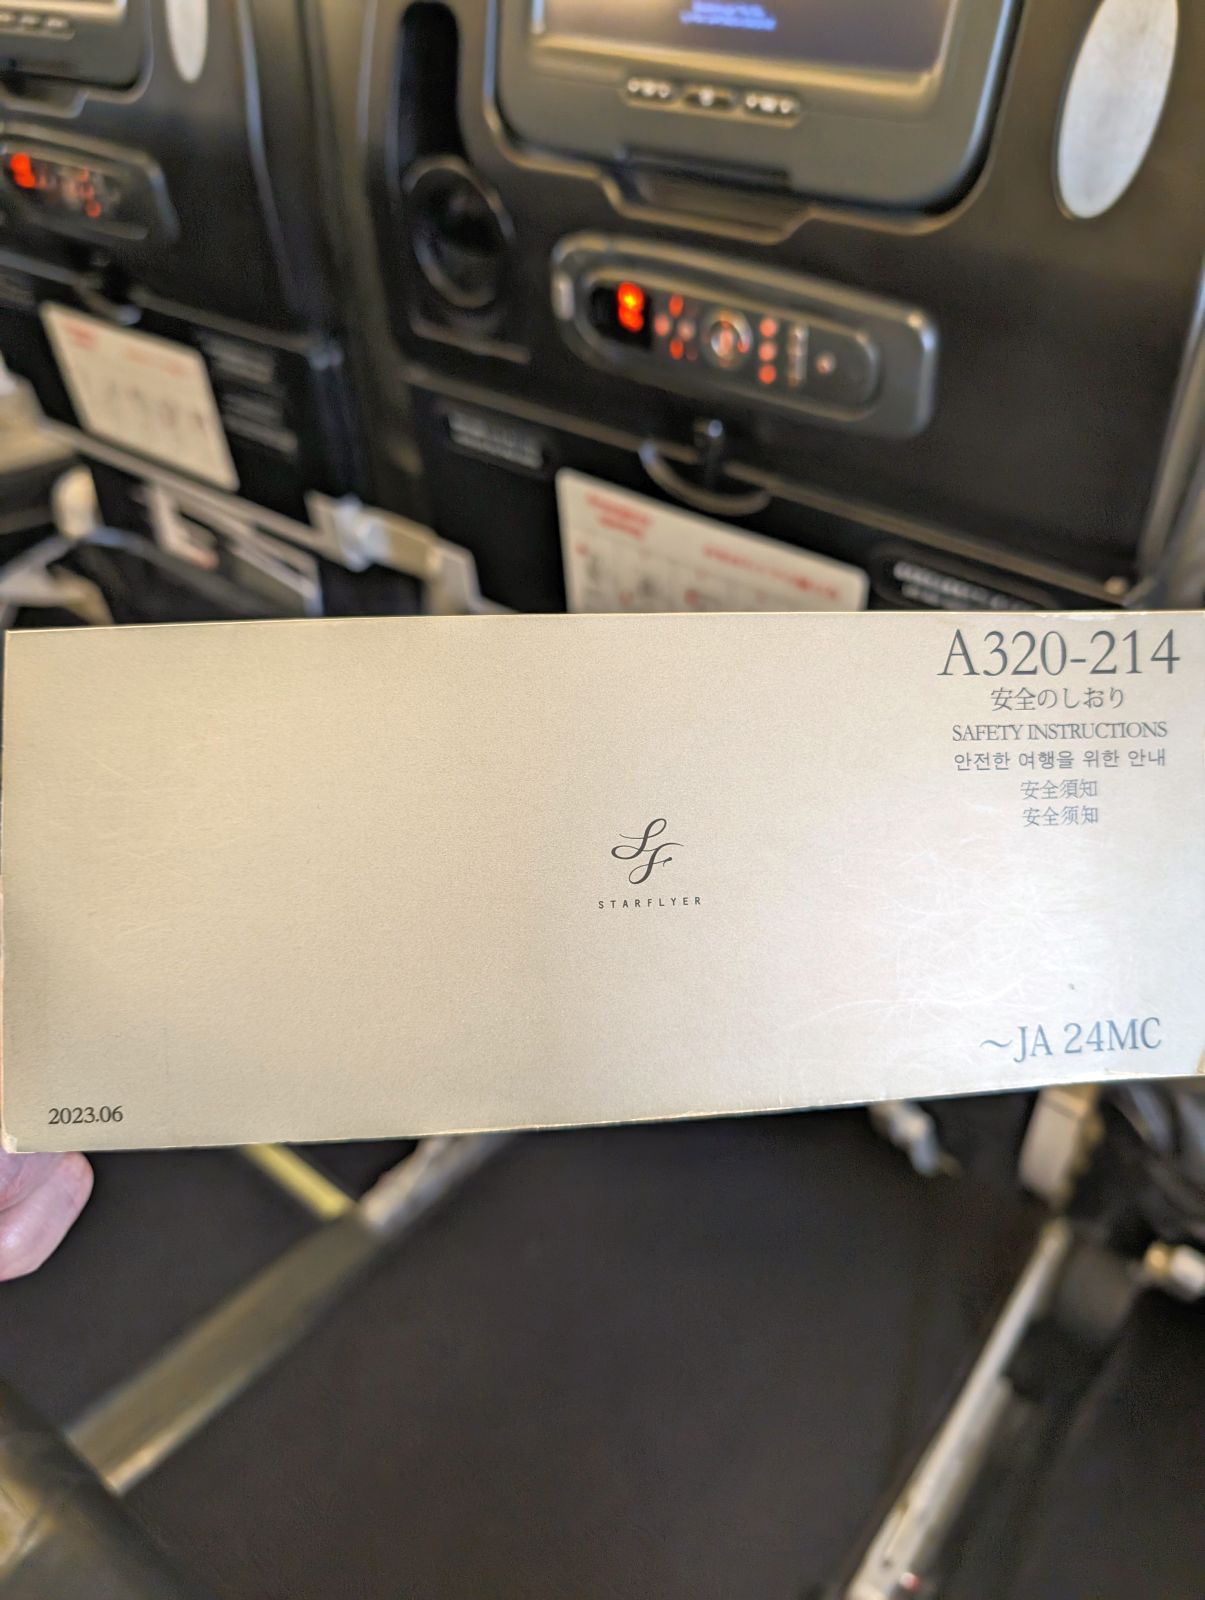 A320-214
安全のしおり
SAFETY INSTRUCTIONS
안전한 여행을 위한 안내
安全須知
安全须知
STARFLYER
～JA 24MC
2023.06